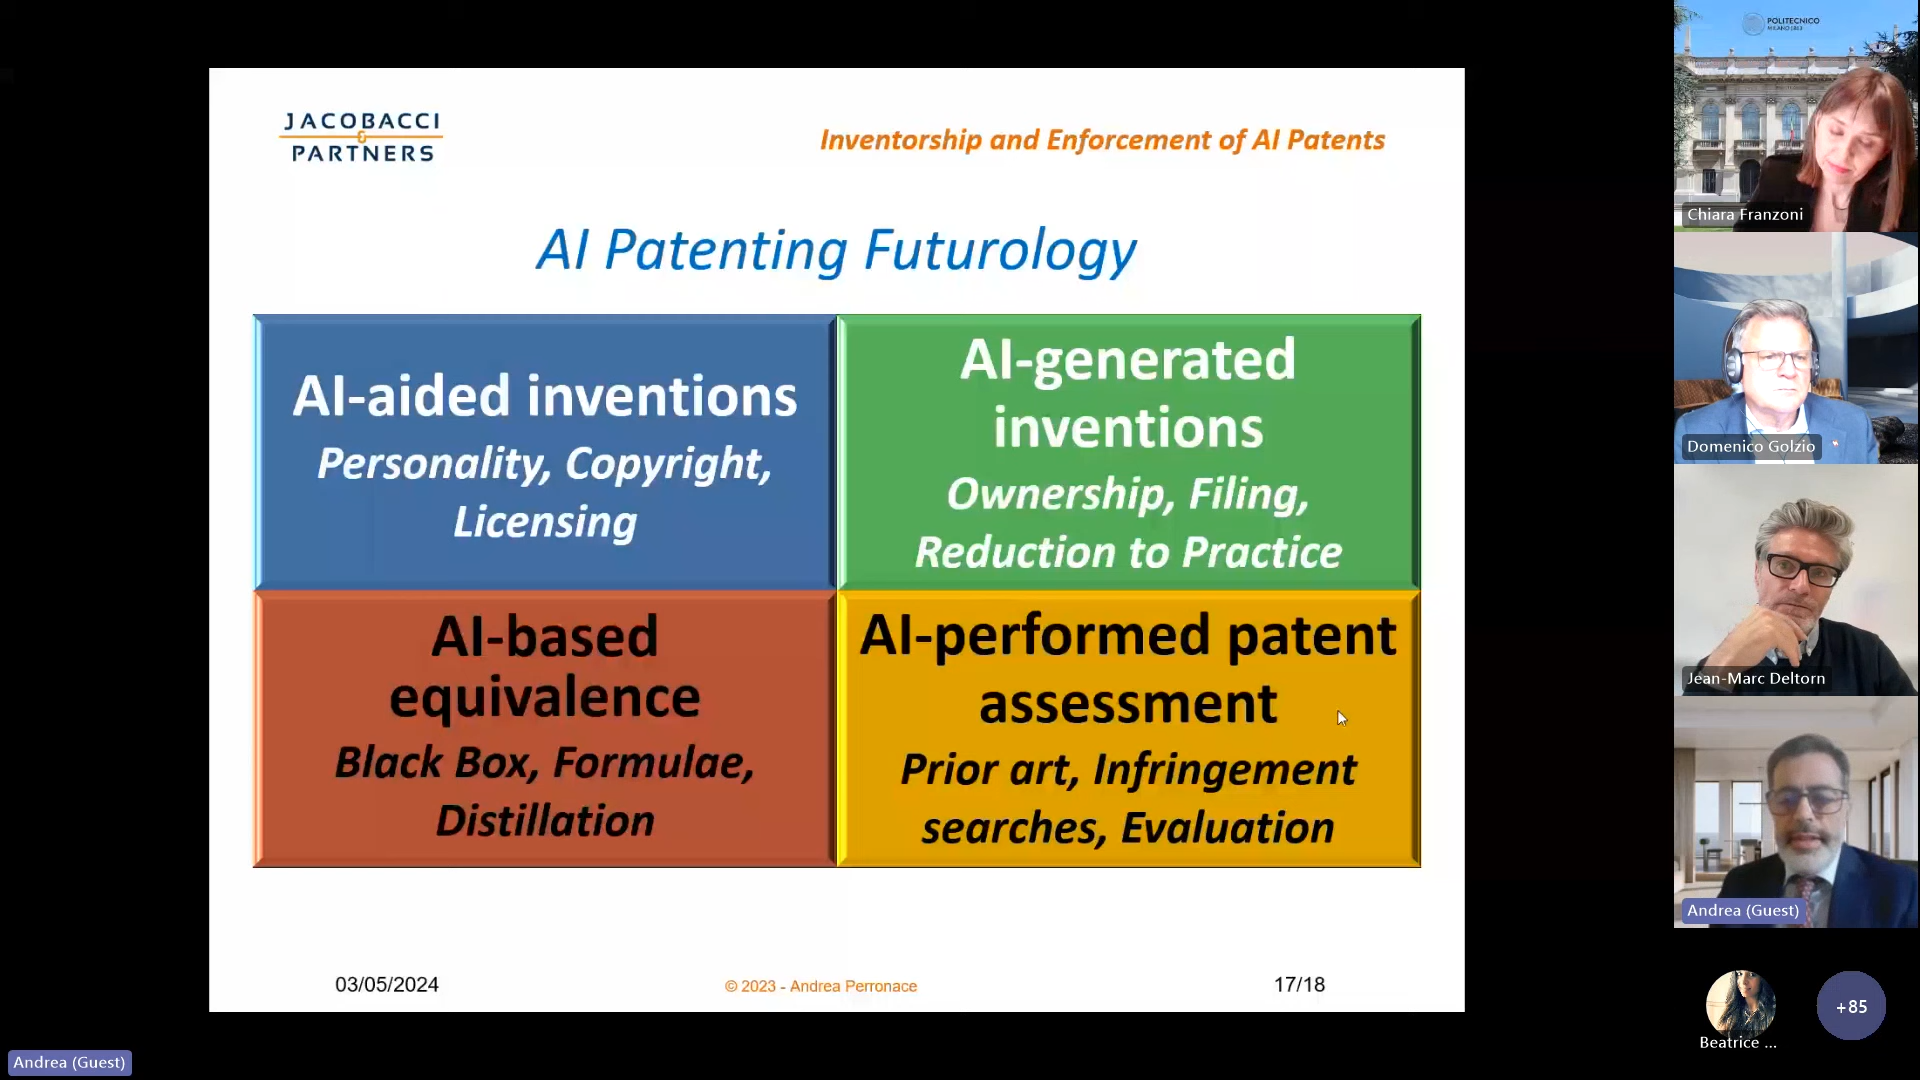 JACOBACCI
&
PARTNERS
Inventorship and Enforcement of AI Patents
AI Patenting Futurology
AI-aided inventions
Personality, Copyright,
Licensing
AI-generated
inventions
Ownership, Filing,
Reduction to Practice
AI-based
equivalence
Black Box, Formulae,
Distillation
AI-performed patent
assessment
Prior art, Infringement
searches, Evaluation
03/05/2024
© 2023 - Andrea Perronace
17/18
POLITECNICO
MILANO 1863
Chiara Franzoni
Domenico Golzio
Jean-Marc Deltorn
Andrea (Guest)
Beatrice ...
+85
Andrea (Guest)